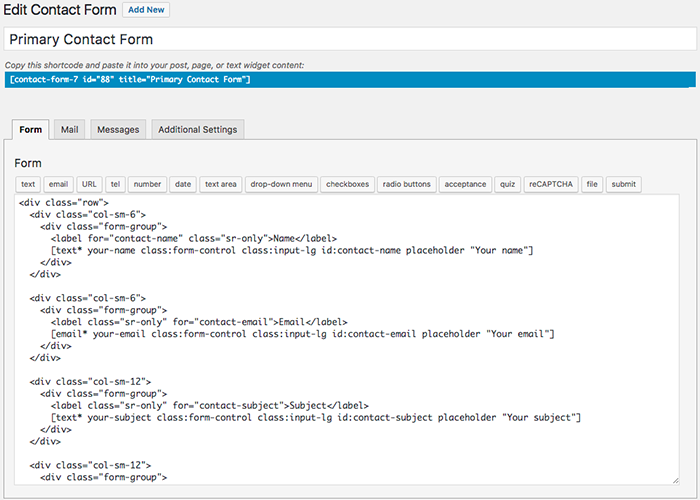 Edit Contact Form Add New
Primary Contact Form
Copy this shortcode and paste it into your post, page, or text widget content:
[contact-form-7 id="88" title="Primary Contact Form"]
Form Mail Messages Additional Settings
Form
text email URL tel number date text area drop-down menu checkboxes radio buttons acceptance quiz reCAPTCHA file submit
<div class="row">
<div class="col-sm-6">
<div class="form-group">
<label for="contact-name" class="sr-only">Name</label>
[text* your-name class:form-control class:input-lg id:contact-name placeholder "Your name"]
</div>
</div>
<div class="col-sm-6">
<div class="form-group">
<label class="sr-only" for="contact-email">Email</label>
[email* your-email class:form-control class:input-lg id:contact-email placeholder "Your email"]
</div>
</div>
<div class="col-sm-12">
<div class="form-group">
<label class="sr-only" for="contact-subject">Subject</label>
[text* your-subject class:form-control class:input-lg id:contact-subject placeholder "Your subject"]
</div>
</div>
<div class="col-sm-12">
<div class="form-group">